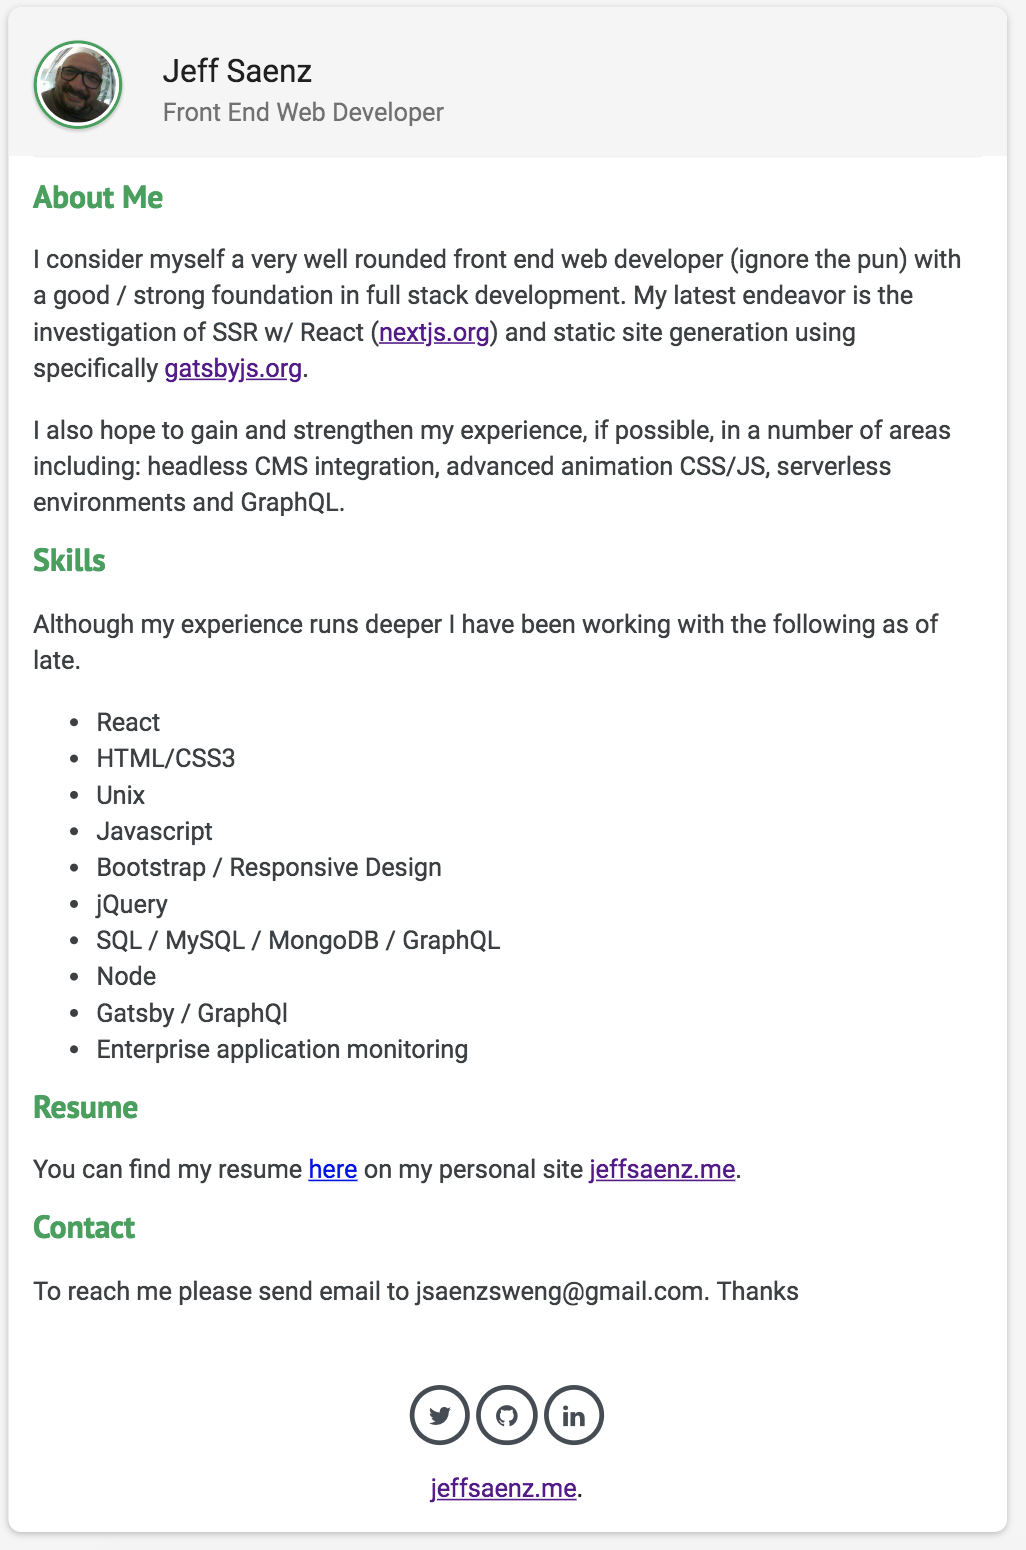 Jeff Saenz
Front End Web Developer
About Me
I consider myself a very well rounded front end web developer (ignore the pun) with
a good / strong foundation in full stack development. My latest endeavor is the
investigation of SSR w/ React (nextjs.org) and static site generation using
specifically gatsbyjs.org.
I also hope to gain and strengthen my experience, if possible, in a number of areas
including: headless CMS integration, advanced animation CSS/JS, serverless
environments and GraphQL.
Skills
Although my experience runs deeper I have been working with the following as of
late.
• React
• HTML/CSS3
• Unix
• Javascript
• Bootstrap / Responsive Design
• jQuery
• SQL / MySQL / MongoDB / GraphQL
• Node
• Gatsby / GraphQl
• Enterprise application monitoring
Resume
You can find my resume here on my personal site jeffsaenz.me.
Contact
To reach me please send email to jsaenzsweng@gmail.com. Thanks
in
jeffsaenz.me.